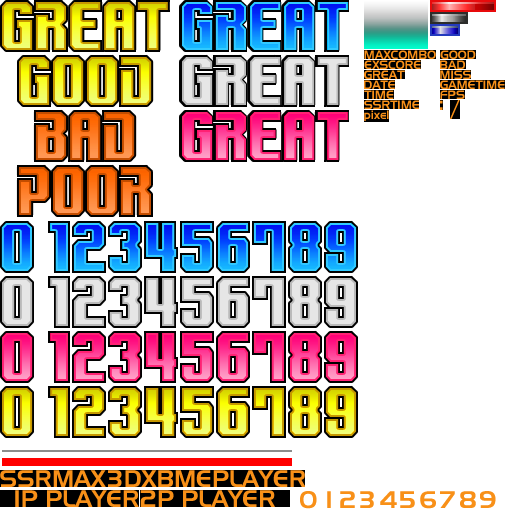 GREAT GREAT
GOOD GREAT
BAD GREAT
POOR
MAXCOMBO GOOD
EXSCORE BAD
GREAT MISS
DATE GAMETIME
TIME FPS
SSRTIME : /
pixel
0 123456789
0 123456789
0 123456789
0 123456789
SSRMAX3DXBMEPLAYER
1P PLAYER2P PLAYER 0123456789